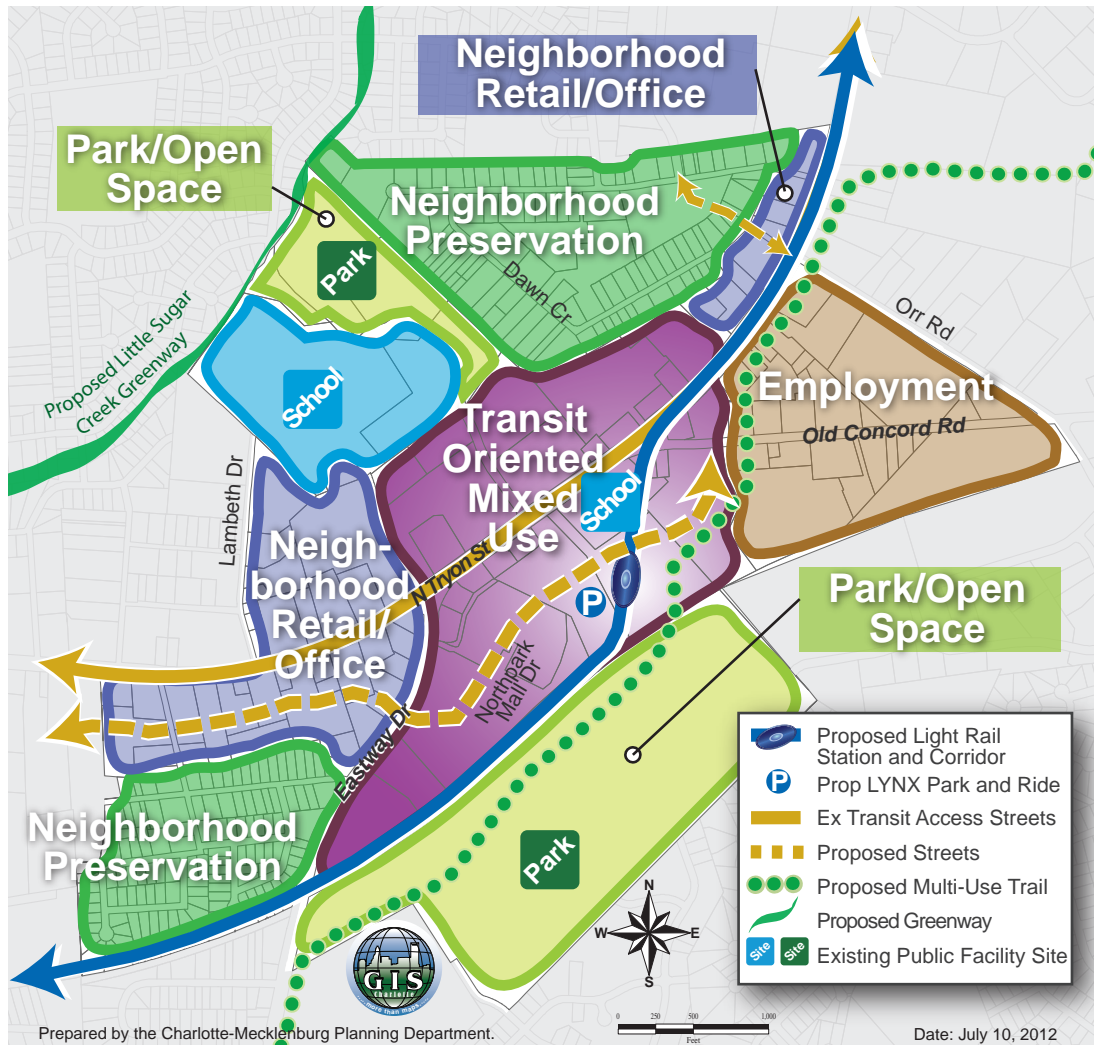 Neighborhood
Retail/Office
Park/Open
Space
Neighborhood
Preservation
Park
Dawn Cr
Orr Rd
Proposed Little Sugar
Creek Greenway
School
Employment
Old Concord Rd
Transit
Oriented
Mixed
Use
School
Lambeth Dr
N Tryon St
Neigh-
borhood
Retail/
Office
P
Park/Open
Space
Northpark
Mall Dr
Eastway Dr
Neighborhood
Preservation
Park
Proposed Light Rail
Station and Corridor
P
Prop LYNX Park and Ride
Ex Transit Access Streets
Proposed Streets
Proposed Multi-Use Trail
Proposed Greenway
Site
Site
Existing Public Facility Site
N
W
E
S
GIS
Charlotte
more than maps
0 250 500 1,000
Feet
Prepared by the Charlotte-Mecklenburg Planning Department.
Date: July 10, 2012